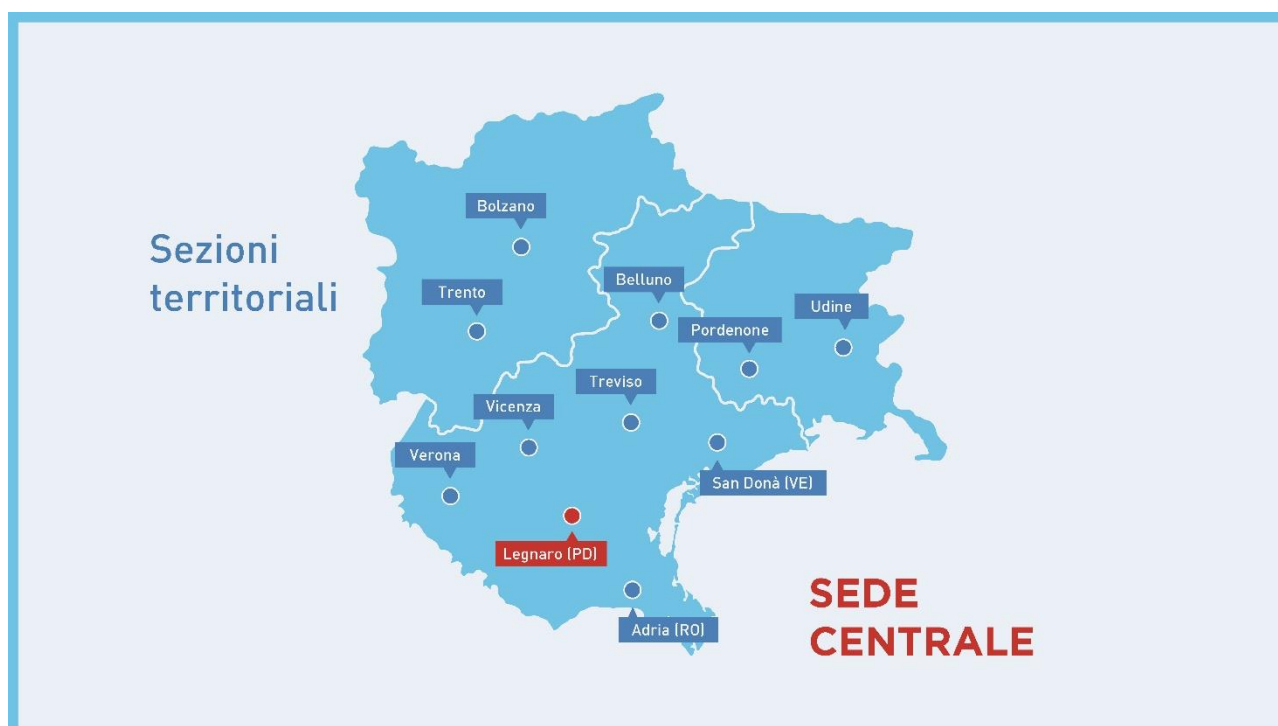 Sezioni
territoriali
Bolzano
Trento
Belluno
Udine
Pordenone
Treviso
Vicenza
Verona
San Donà (VE)
Legnaro (PD)
Adria (RO)
SEDE
CENTRALE